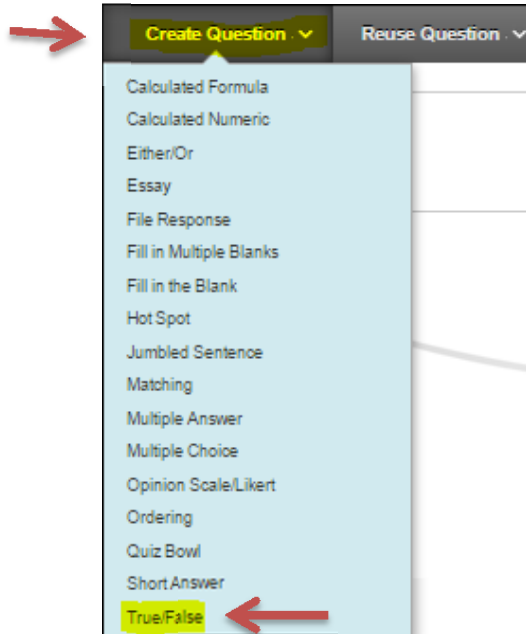 Create Question Reuse Question
Calculated Formula
Calculated Numeric
Either/Or
Essay
File Response
Fill in Multiple Blanks
Fill in the Blank
Hot Spot
Jumbled Sentence
Matching
Multiple Answer
Multiple Choice
Opinion Scale/Likert
Ordering
Quiz Bowl
Short Answer
True/False